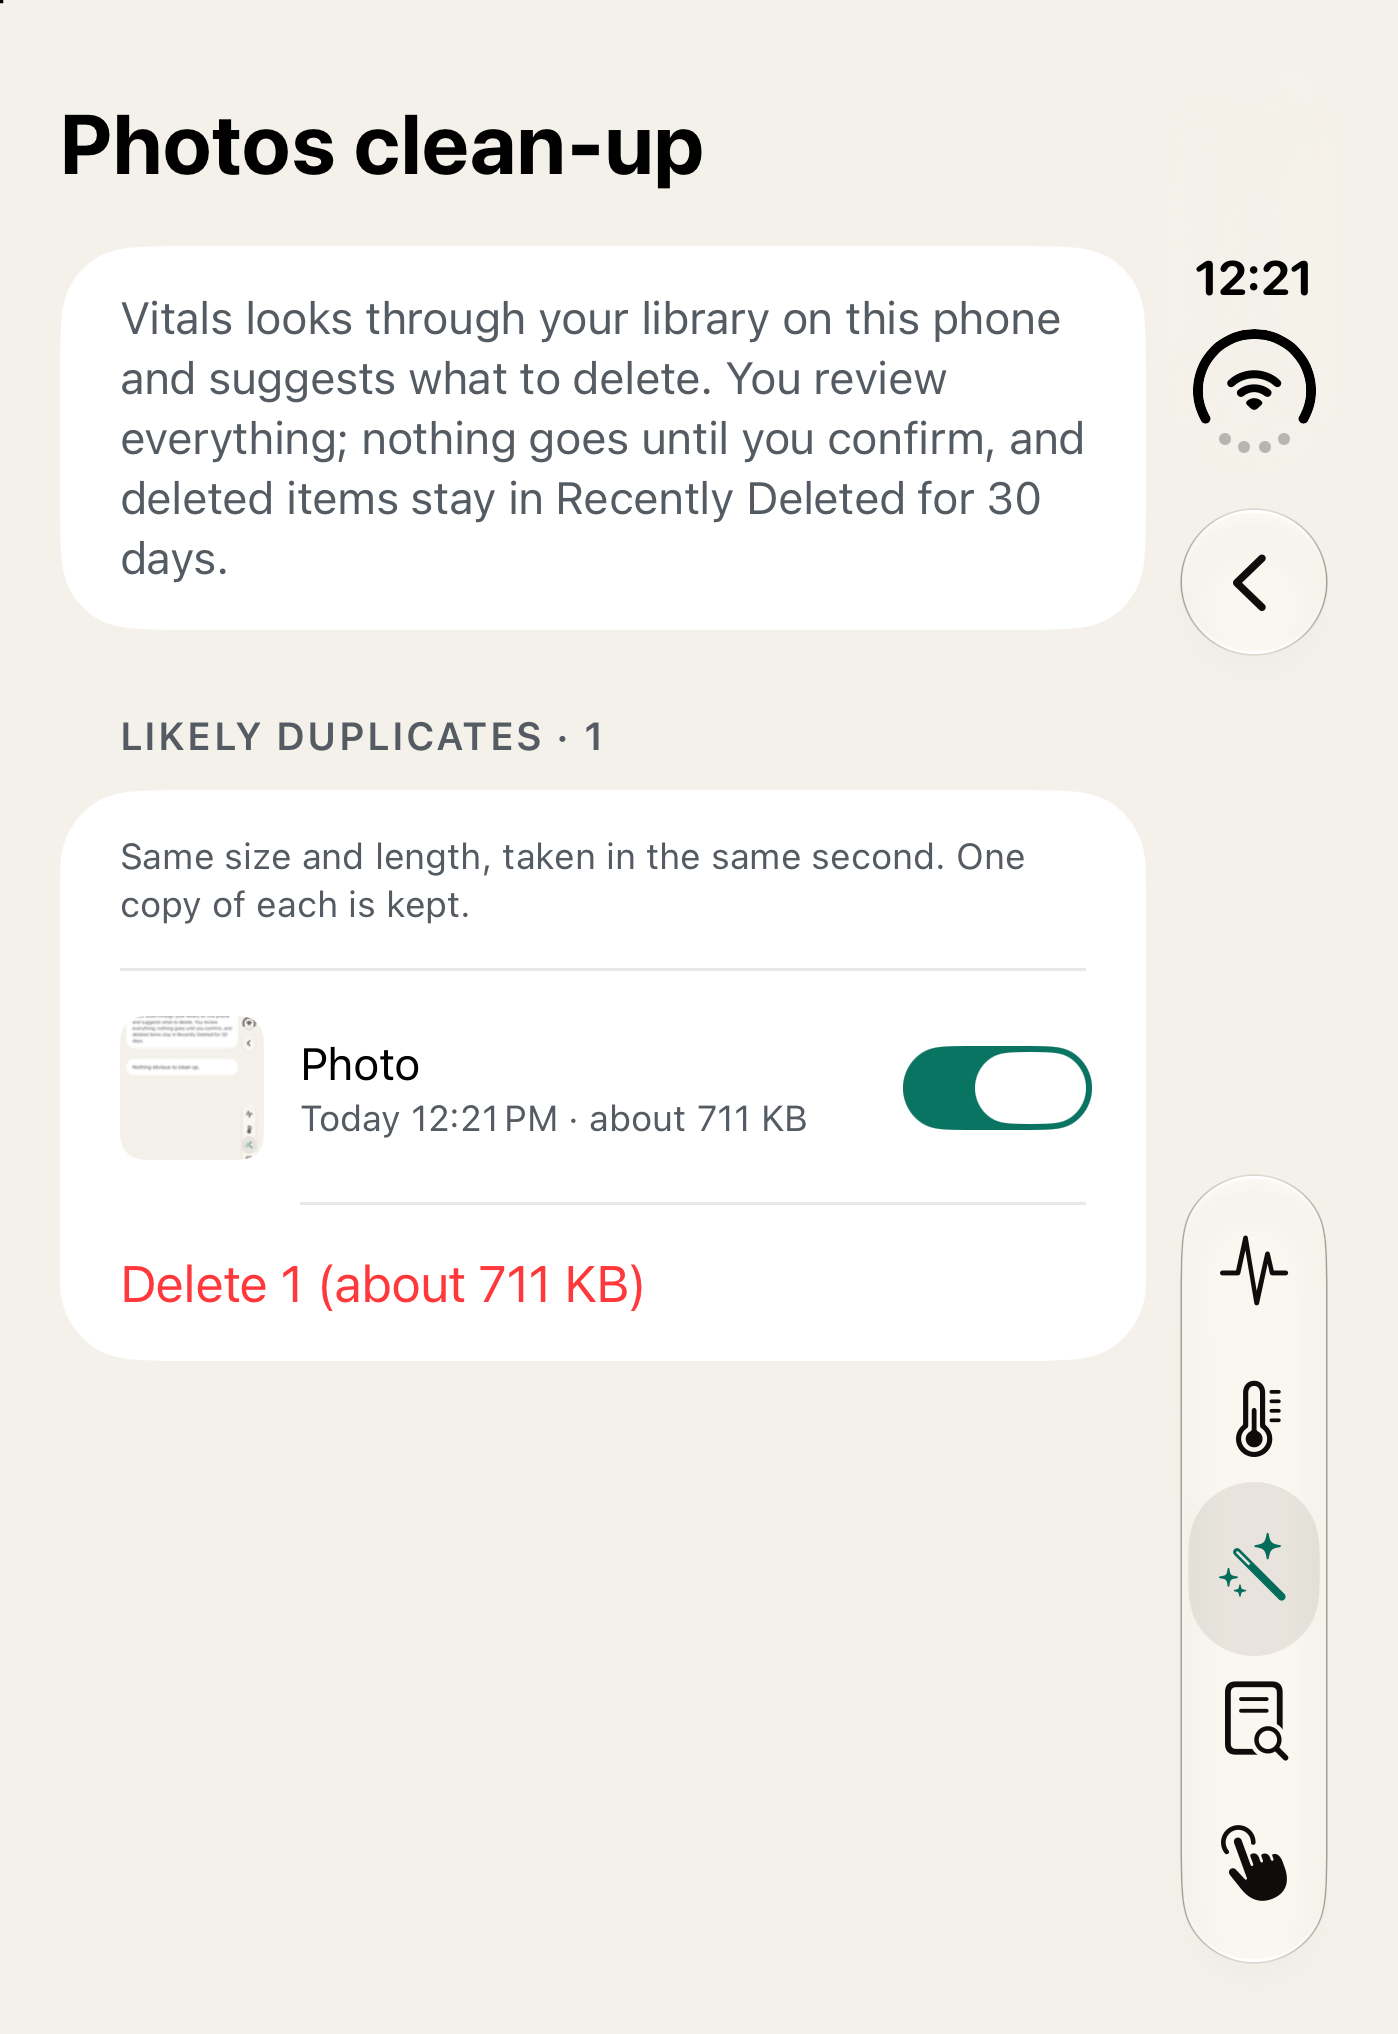 Photos clean-up
12:21
Vitals looks through your library on this phone
and suggests what to delete. You review
everything; nothing goes until you confirm, and
deleted items stay in Recently Deleted for 30
days.
LIKELY DUPLICATES · 1
Same size and length, taken in the same second. One
copy of each is kept.
Photo
Today 12:21 PM · about 711 KB
Delete 1 (about 711 KB)